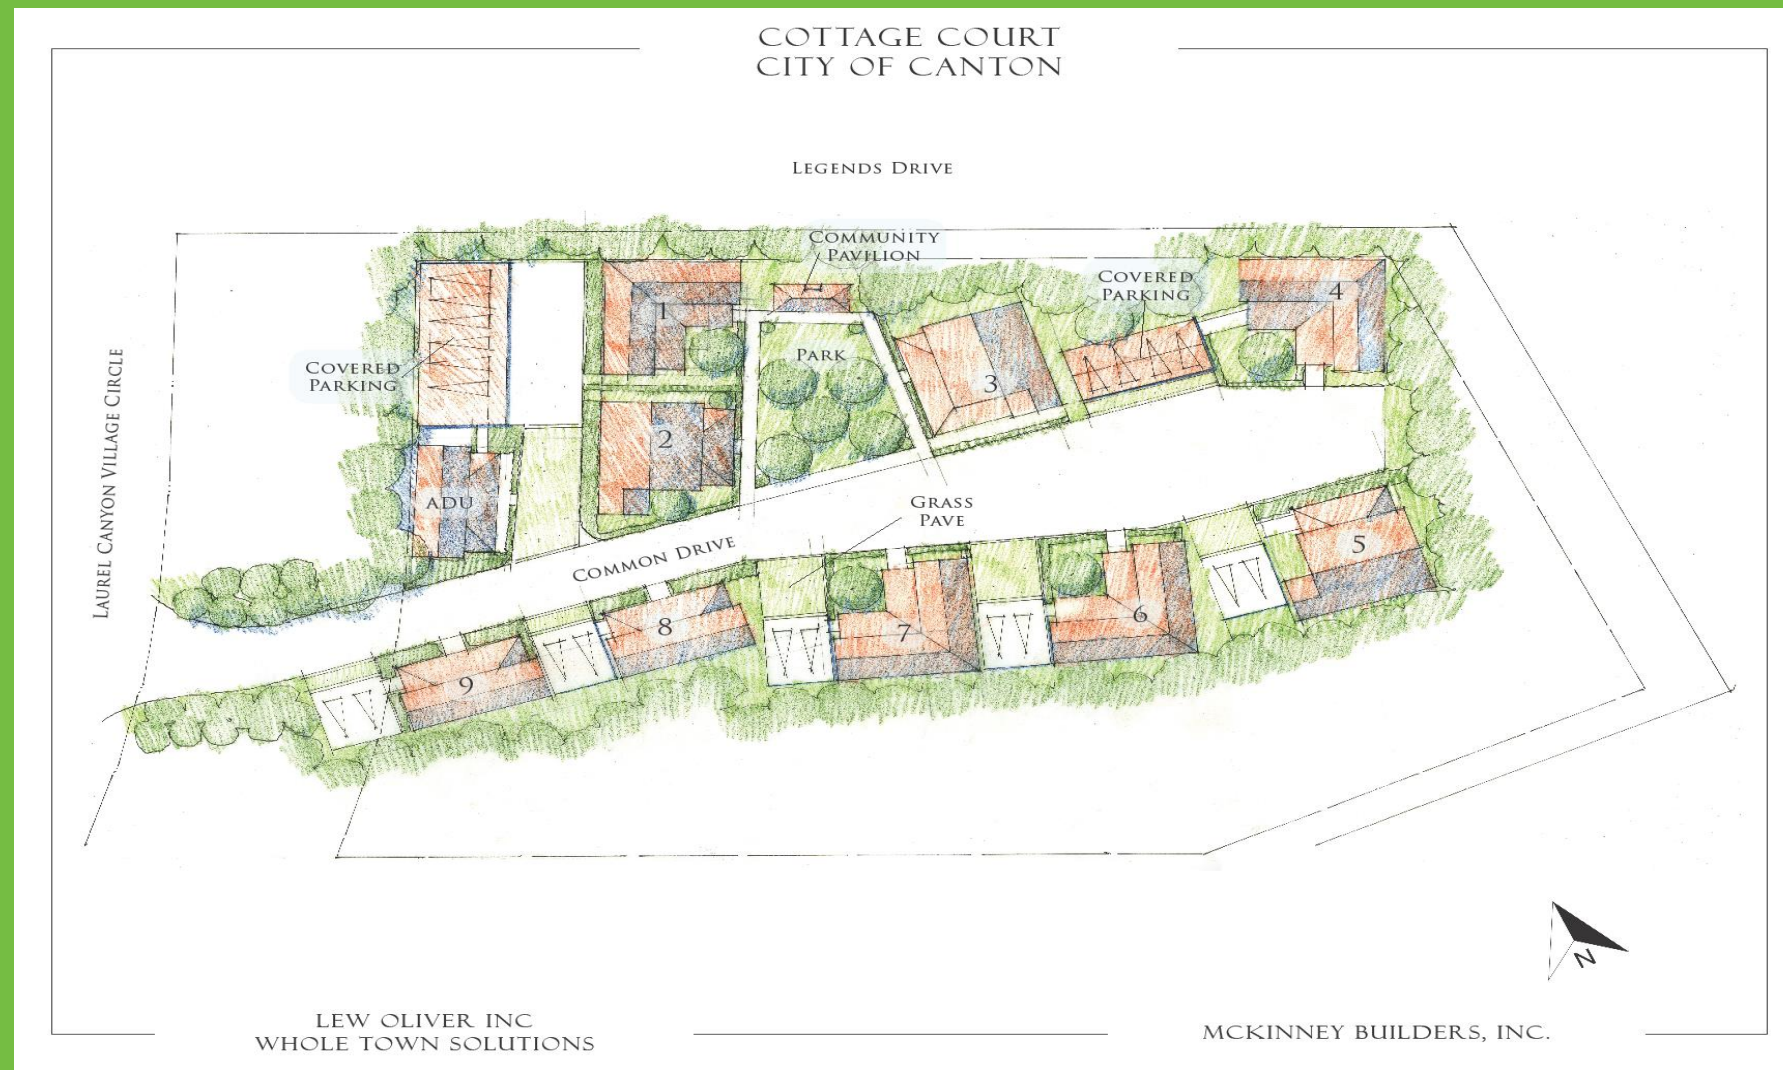 COTTAGE COURT
CITY OF CANTON
LEGENDS DRIVE
COMMUNITY
PAVILION
COVERED
PARKING
4
1
PARK
COVERED
PARKING
3
LAUREL CANYON VILLAGE CIRCLE
2
ADU
GRASS
PAVE
COMMON DRIVE
5
6
8
7
9
N
LEW OLIVER INC
WHOLE TOWN SOLUTIONS
MCKINNEY BUILDERS, INC.